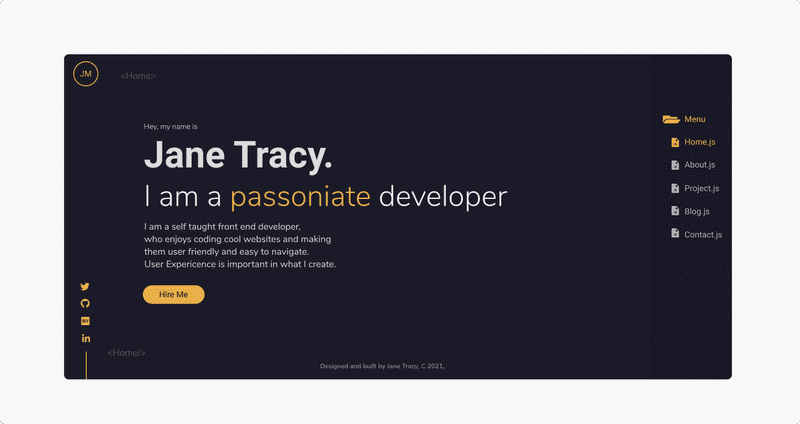 JM
<Home>
Hey, my name is
Jane Tracy.
I am a passoniate developer
I am a self taught front end developer,
who enjoys coding cool websites and making
them user friendly and easy to navigate.
User Expericence is important in what I create.
Hire Me
<Home/>
Designed and built by Jane Tracy, C 2021,
Menu
Home.js
About.js
Project.js
Blog.js
Contact.js